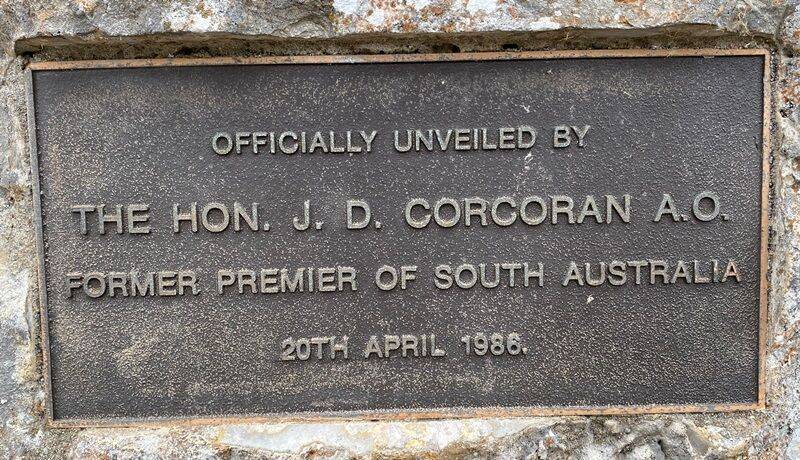 OFFICIALLY UNVEILED BY
THE HON. J. D. CORCORAN A.O.
FORMER PREMIER OF SOUTH AUSTRALIA
20TH APRIL 1986.